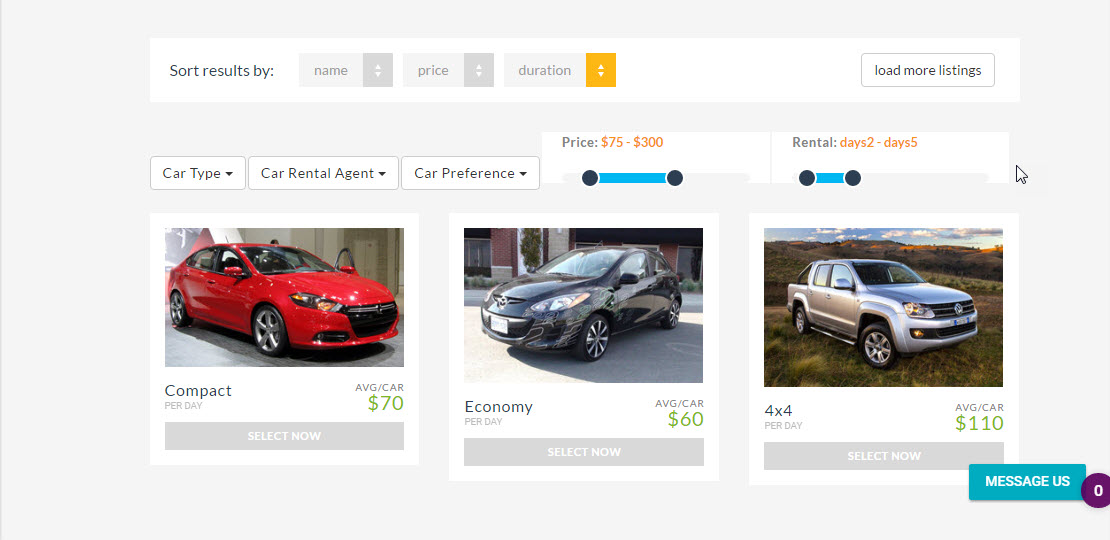 Sort results by:
name
price
duration
load more listings
Price: $75 - $300
Rental: days2 - days5
Car Type
Car Rental Agent
Car Preference
Compact
PER DAY
AVG/CAR
$70
SELECT NOW
Economy
PER DAY
AVG/CAR
$60
SELECT NOW
4x4
PER DAY
AVG/CAR
$110
SELECT NOW
MESSAGE US
0